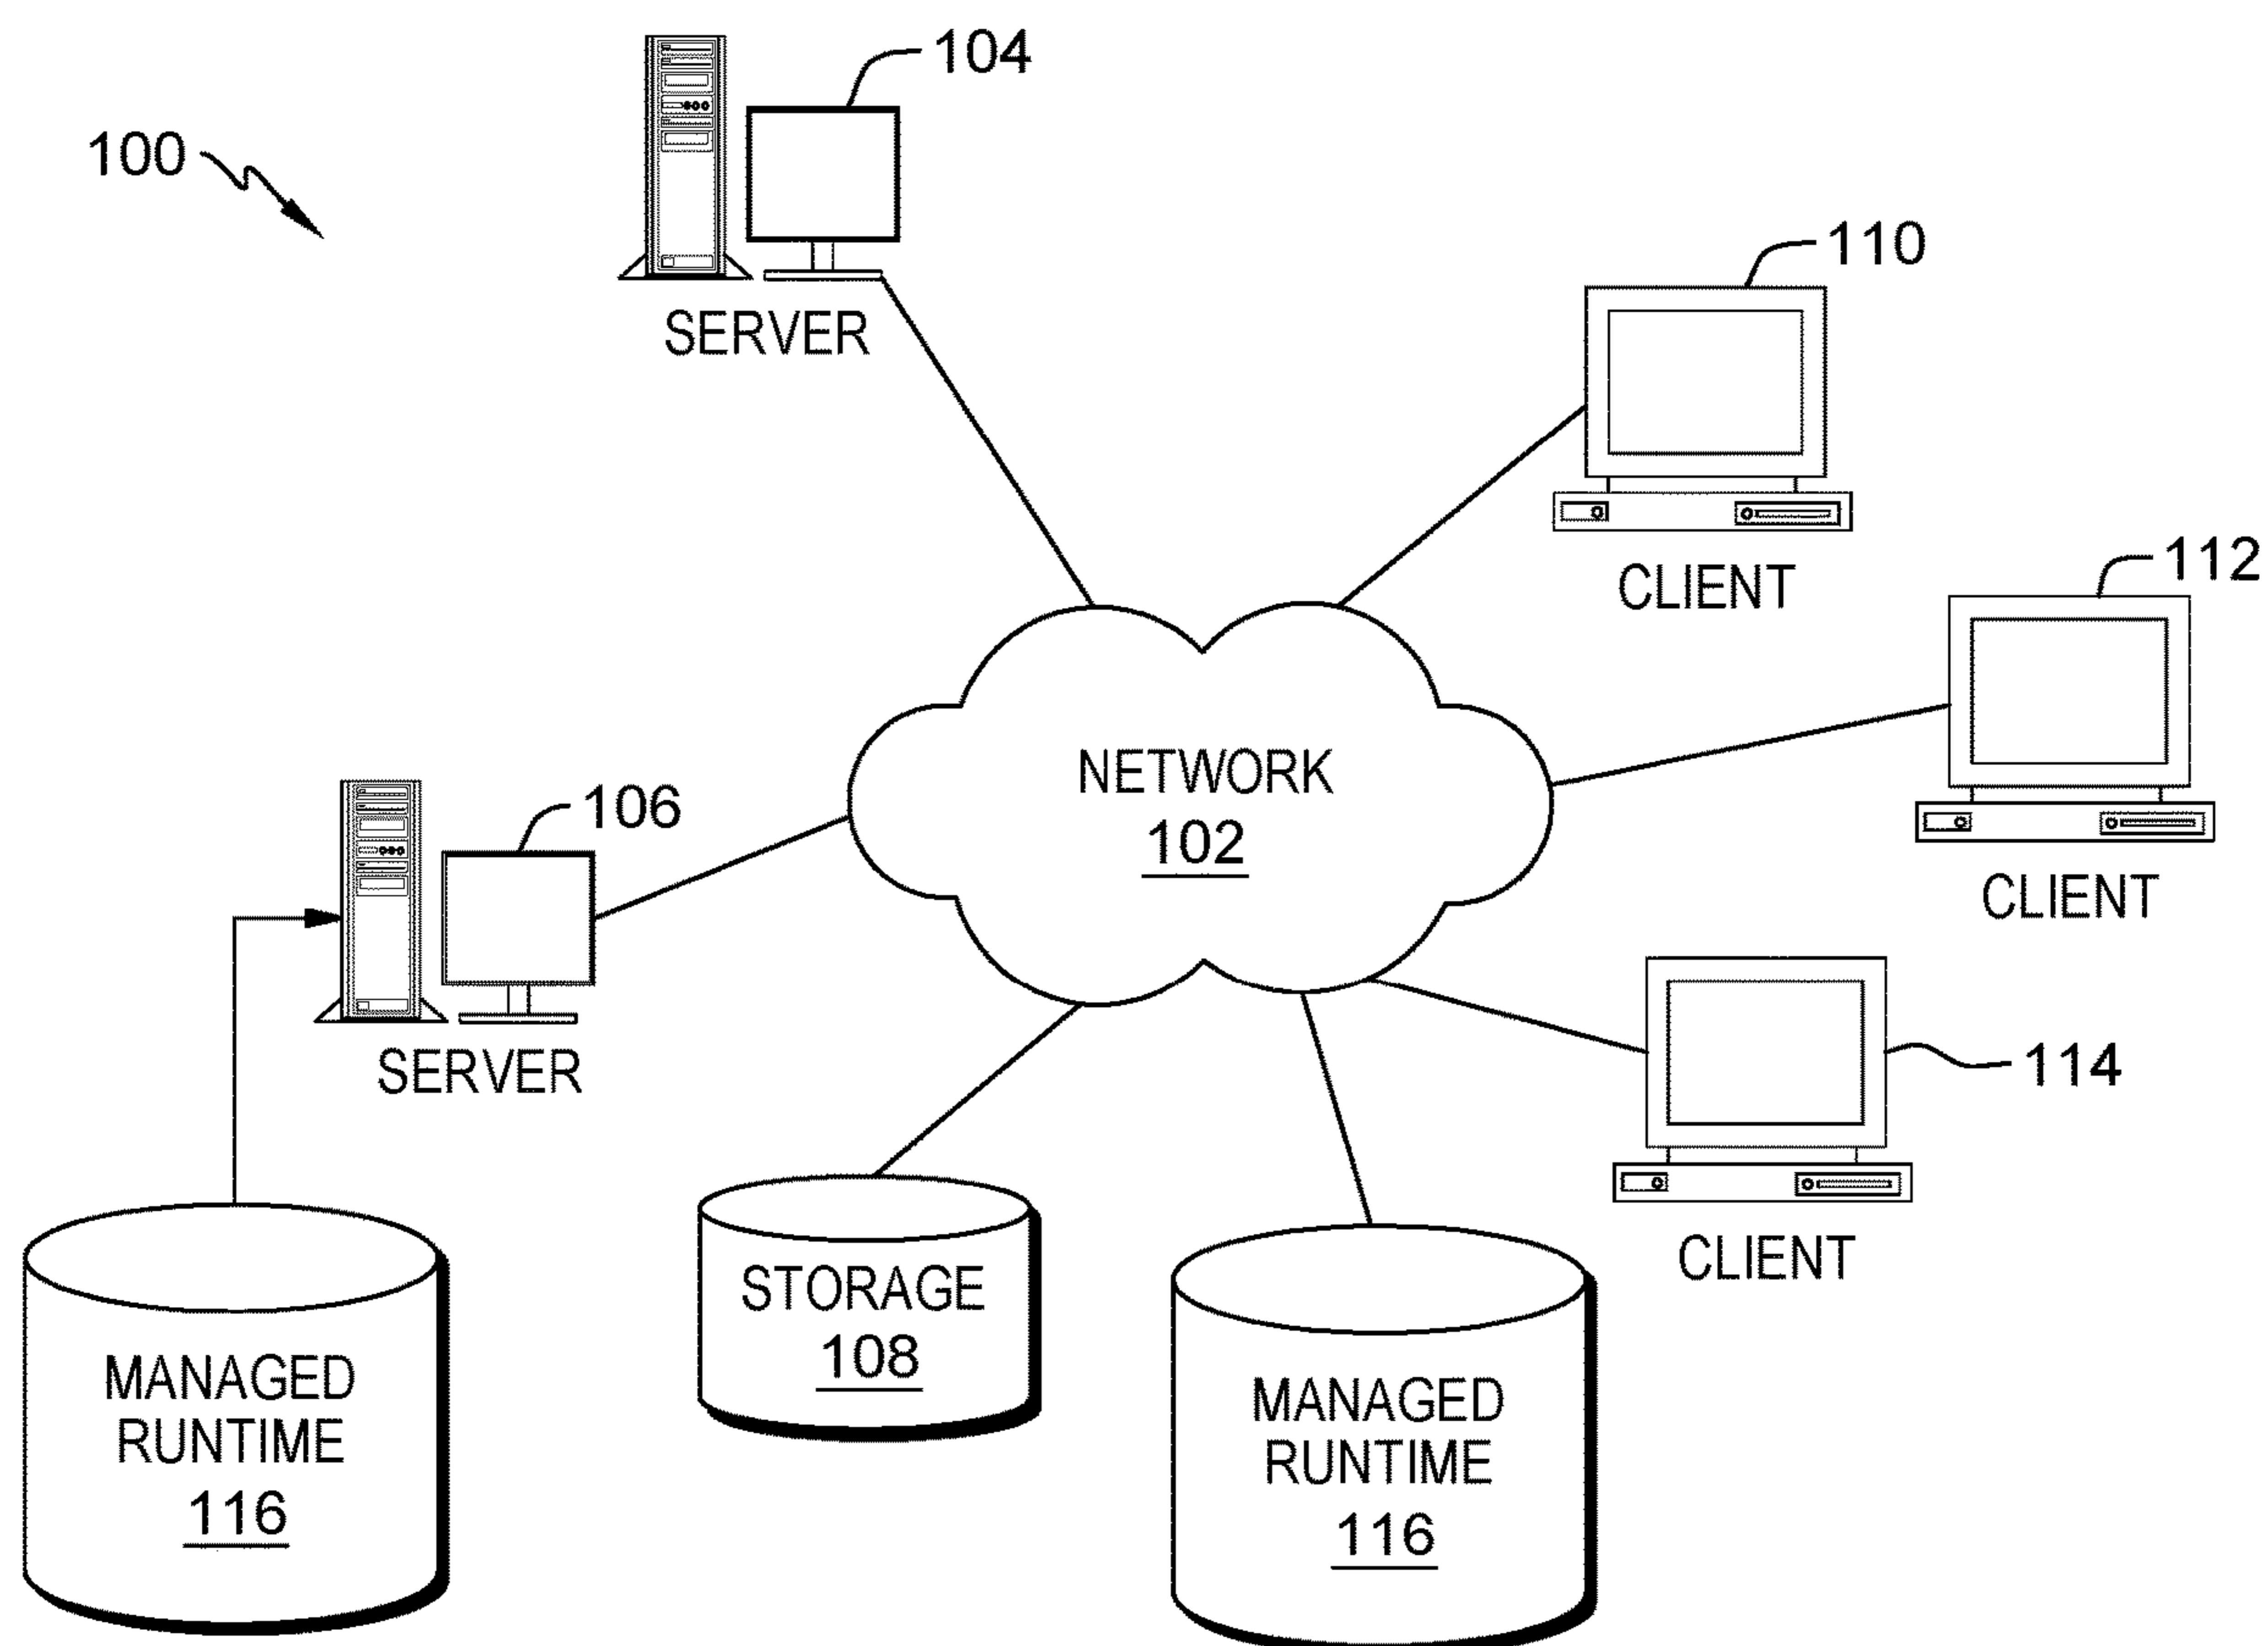 104
100
SERVER
110
CLIENT
112
CLIENT
NETWORK
102
106
SERVER
114
CLIENT
STORAGE
108
MANAGED
RUNTIME
116
MANAGED
RUNTIME
116